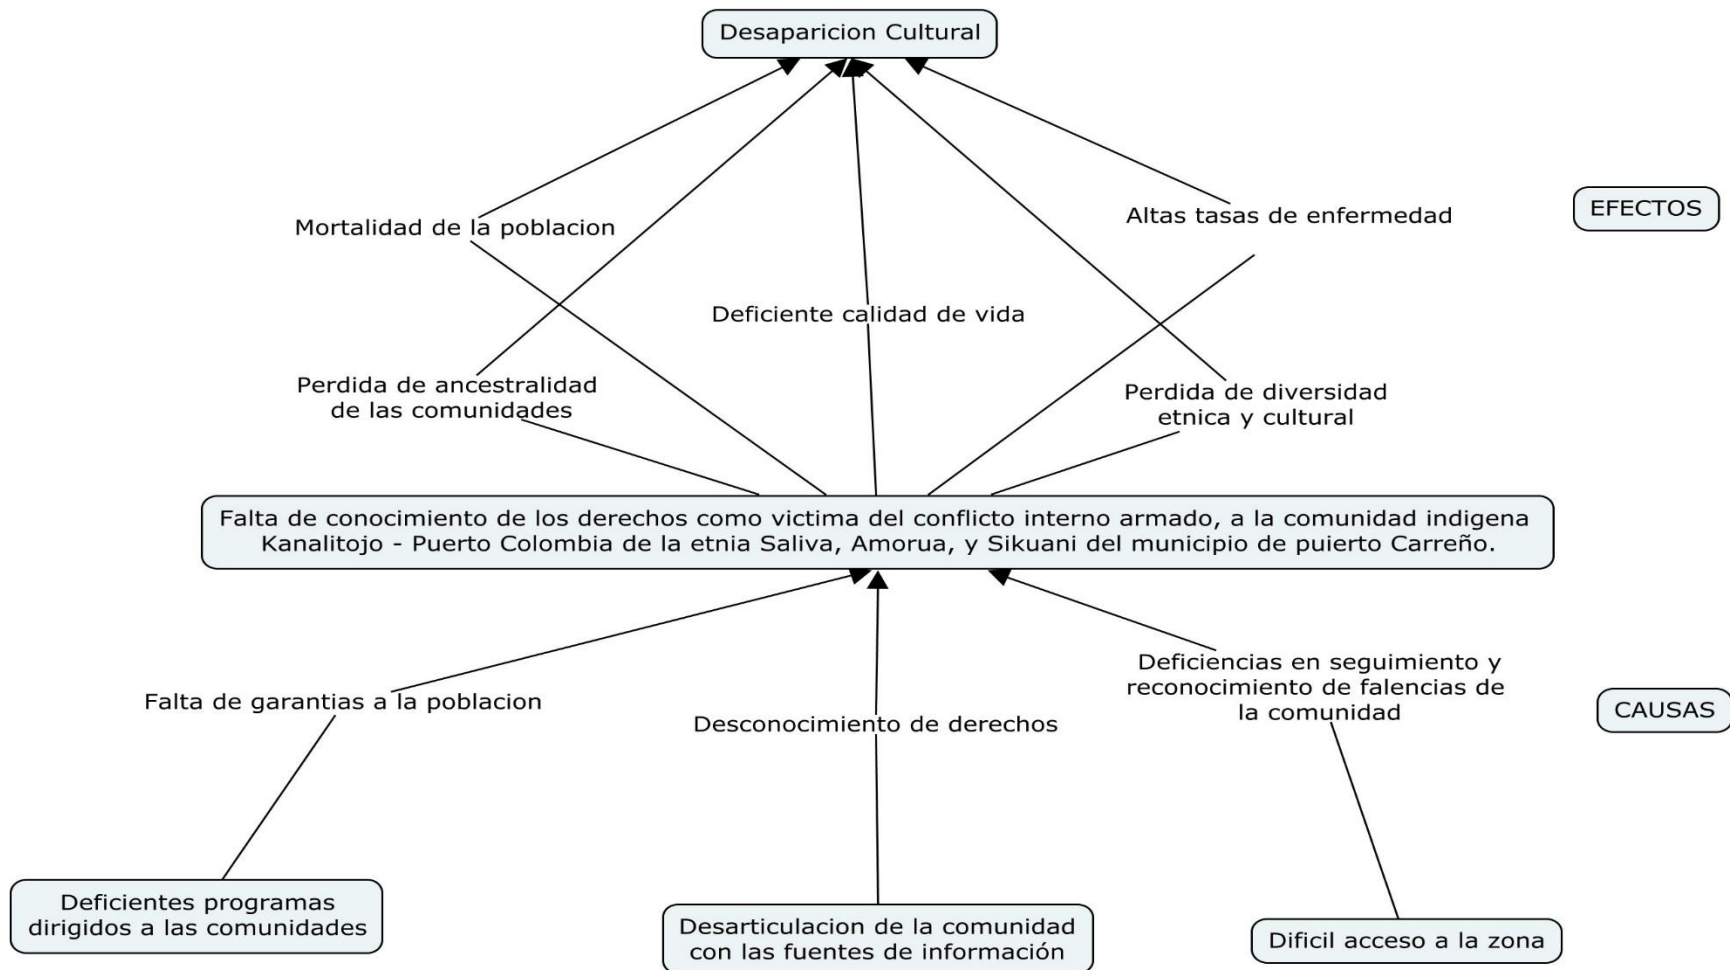 Desaparicion Cultural
Mortalidad de la poblacion
Altas tasas de enfermedad
EFECTOS
Deficiente calidad de vida
Perdida de ancestralidad
de las comunidades
Perdida de diversidad
etnica y cultural
Falta de conocimiento de los derechos como victima del conflicto interno armado, a la comunidad indigena
Kanalitojo - Puerto Colombia de la etnia Saliva, Amorua, y Sikuani del municipio de puierto Carreño.
Falta de garantias a la poblacion
Desconocimiento de derechos
Deficiencias en seguimiento y
reconocimiento de falencias de
la comunidad
CAUSAS
Deficientes programas
dirigidos a las comunidades
Desarticulacion de la comunidad
con las fuentes de información
Dificil acceso a la zona